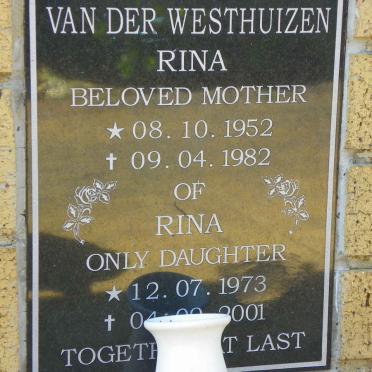 VAN DER WESTHUIZEN
RINA
BELOVED MOTHER
★ 08.10.1952
† 09.04.1982
OF
RINA
ONLY DAUGHTER
★ 12.07.1973
† 2001
LAST